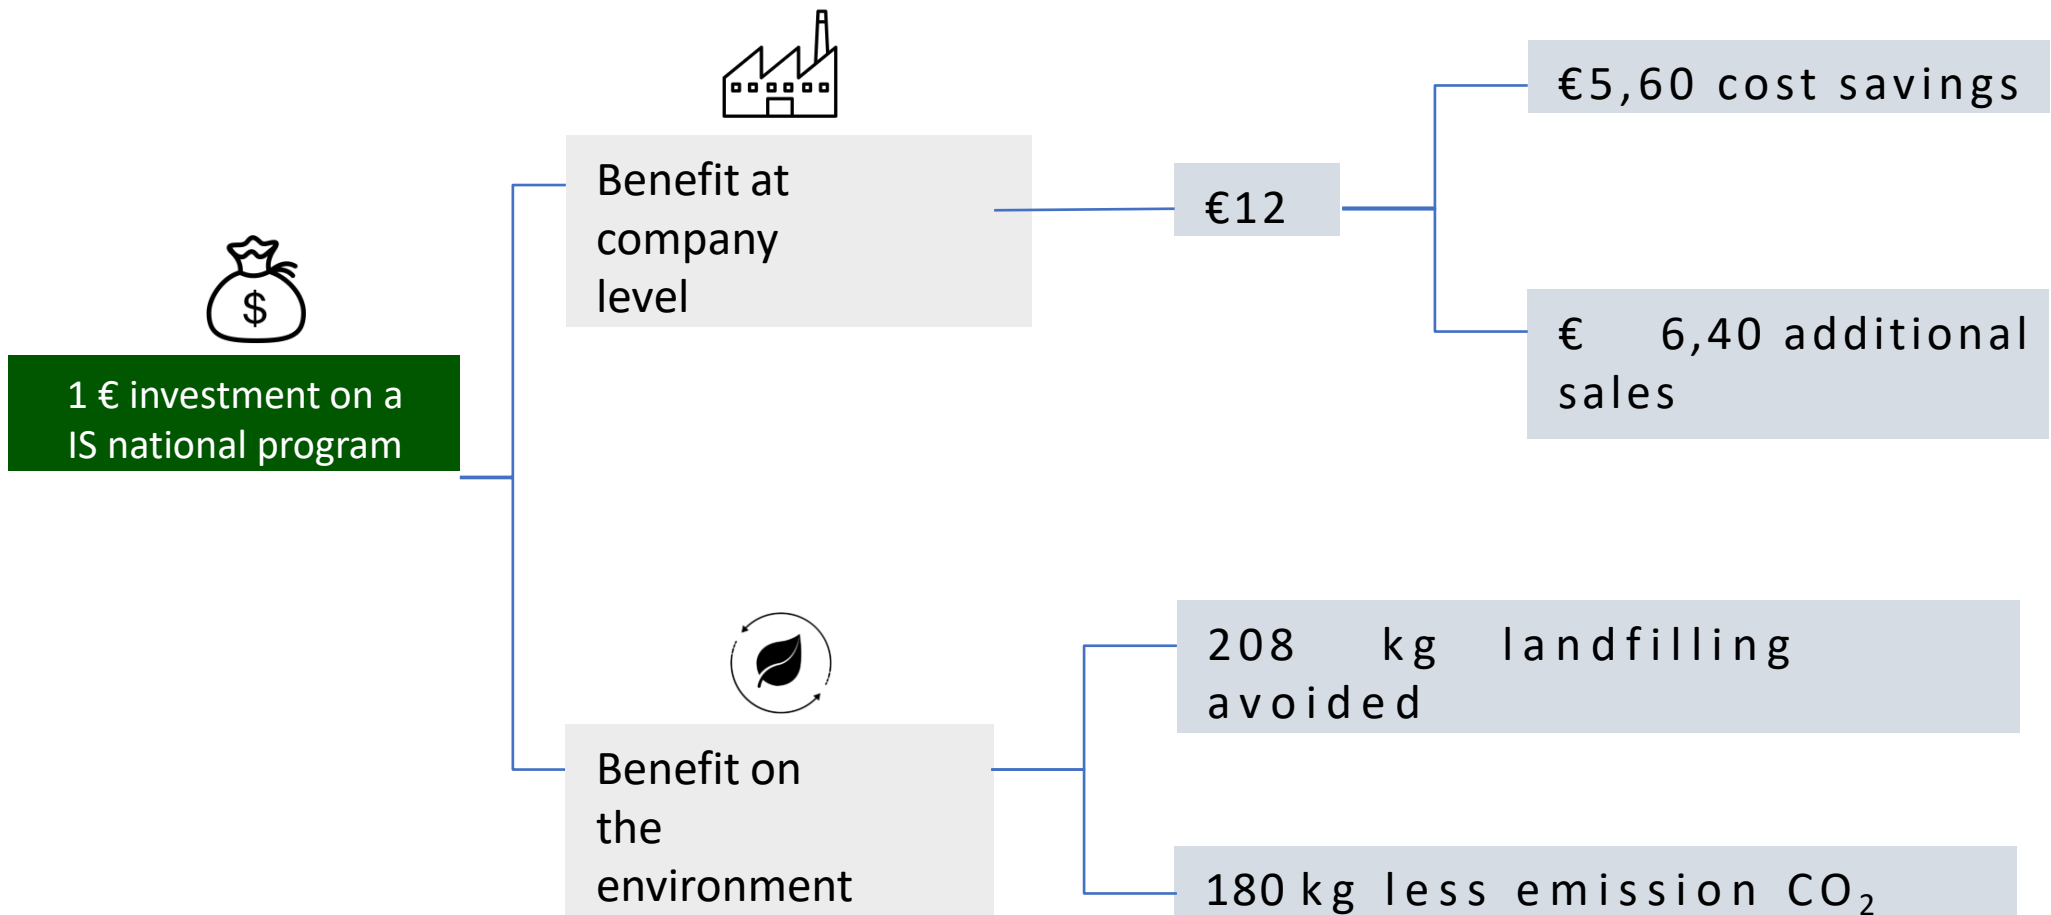 €5,60 cost savings
Benefit at
company
level
€12
$
€ 6,40 additional
sales
1 € investment on a
IS national program
208 kg landfilling
avoided
Benefit on
the
environment
180 kg less emission CO₂